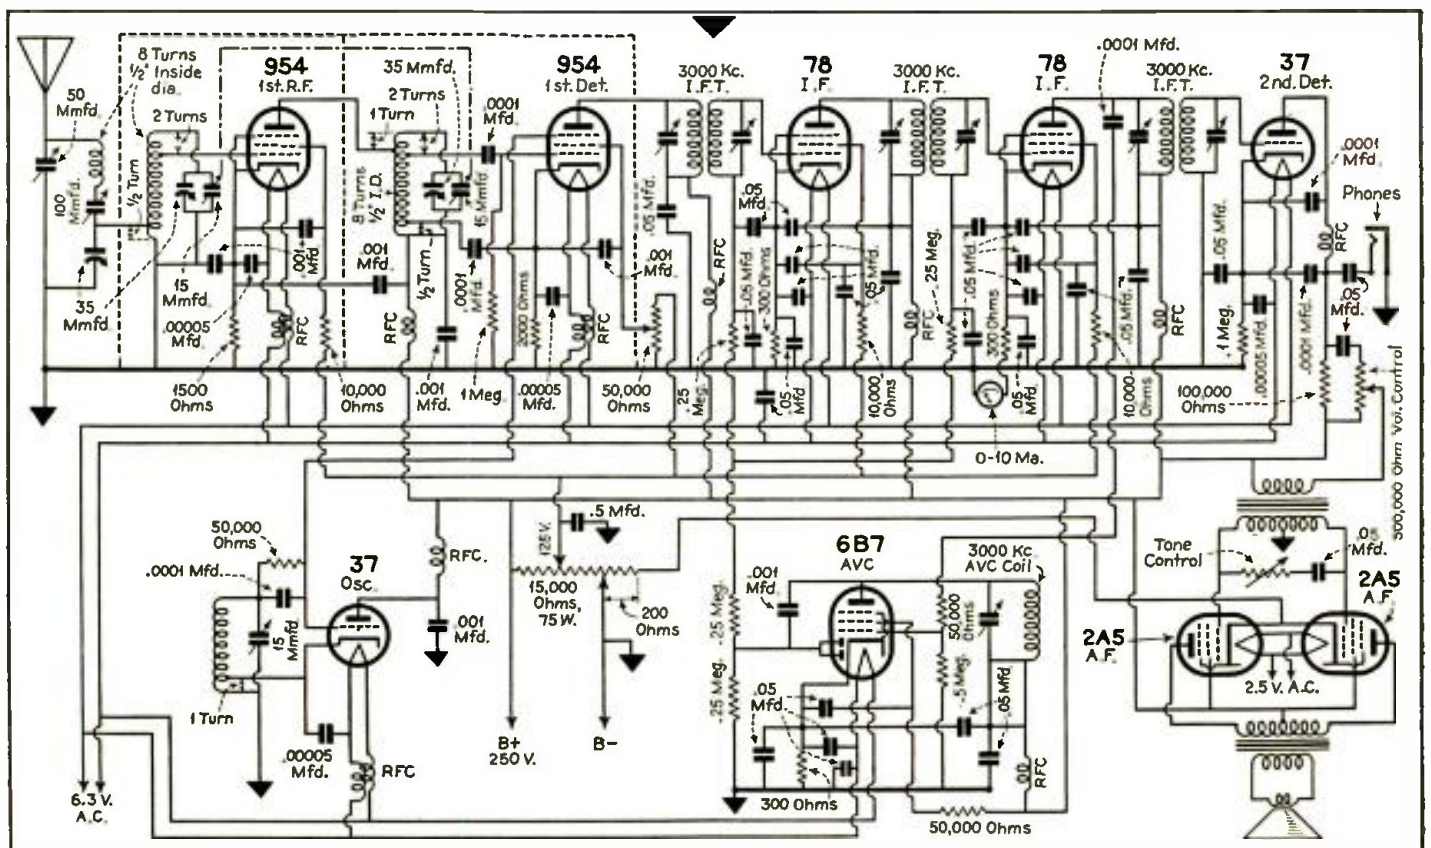 50
Mmfd.
8 Turns
1/2" Inside
dia.
2 Turns
954
1st. R.F.
35 Mmfd.
1 Turn
2 Turns
.0001
Mfd.
954
1st. Det.
3000 Kc.
I.F.T.
78
I.F.
3000 Kc.
I.F.T.
78
I.F.
.0001 Mfd.
3000 Kc.
I.F.T.
37
2nd. Det.
.0001
Mfd.
Phones
100
Mmfd.
1/2 Turn
35
Mmfd.
15
Mmfd.
.00005
Mfd.
.001
Mfd
RFC
1500
Ohms
10,000
Ohms
8 Turns
1/2 I.D.
15 Mmfd
.001
Mfd.
1/2 Turn
RFC
.0001
Mfd.
.001
Mfd.
1 Meg.
2000 Ohms
.00005
Mfd.
RFC
.001
Mfd.
50,000
Ohms
.05 Mfd.
RFC
.25
Meg.
.05
Mfd.
.05 Mfd.
300 Ohms
.05
Mfd
.05
Mfd.
10,000
Ohms
RFC
.25 Meg.
.05 Mfd.
.05
Mfd.
300 Ohms
.05
Mfd
0-10 Ma.
.05 Mfd.
10,000
Ohms
RFC
.05 Mfd.
.1 Meg.
.00005 Mfd.
.0001 Mfd.
RFC
.05
Mfd.
100,000
Ohms
500,000 Ohm Vol. Control
50,000
Ohms
.0001 Mfd.
37
Osc.
15
Mmfd
1 Turn
.00005
Mfd.
RFC
RFC.
.001
Mfd.
125 V.
.5 Mfd.
15,000
Ohms,
75 W.
200
Ohms
B+
250 V.
B-
6.3 V.
A.C.
.25 Meg.
.25 Meg.
6B7
AVC
.001
Mfd.
3000 Kc.
AVC Coil
50,000
Ohms
.5 Meg.
.05 Mfd
.05
Mfd.
300 Ohms
RFC
50,000 Ohms
Tone
Control
.05
Mfd.
2A5
A.F.
2A5
A.F.
2.5 V. A.C.